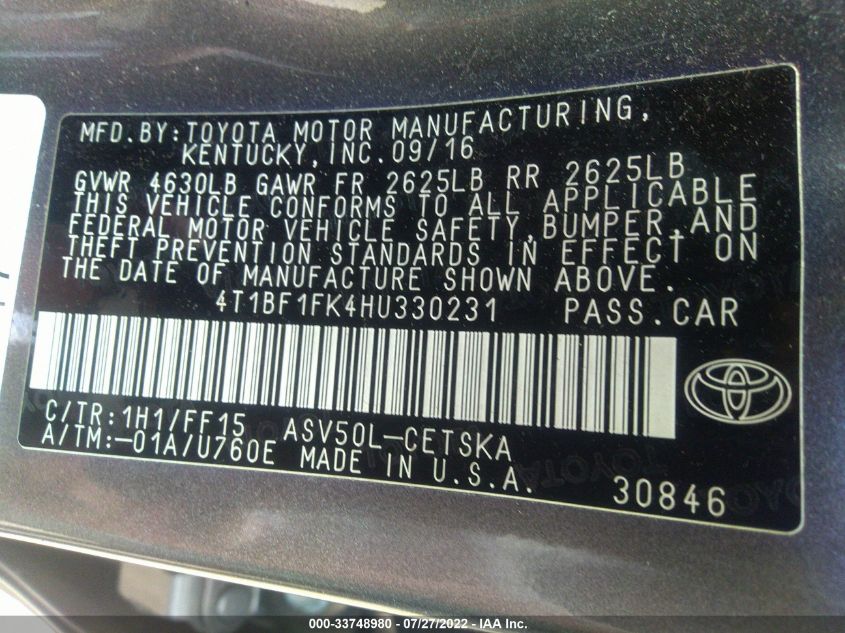 MFD.BY:TOYOTA MOTOR MANUFACTURING,
KENTUCKY,INC.09/16
GVWR 4630LB GAWR FR 2625LB RR 2625LB
THIS VEHICLE CONFORMS TO ALL APPLICABLE
FEDERAL MOTOR VEHICLE SAFETY,BUMPER,AND
THEFT PREVENTION STANDARDS IN EFFECT ON
THE DATE OF MANUFACTURE SHOWN ABOVE.
4T1BF1FK4HU330231 PASS.CAR
C/TR:1H1/FF15 ASV50L-CETSKA
A/TM:-01A/U760E MADE IN U.S.A.
30846
000-33748980 - 07/27/2022 - IAA Inc.